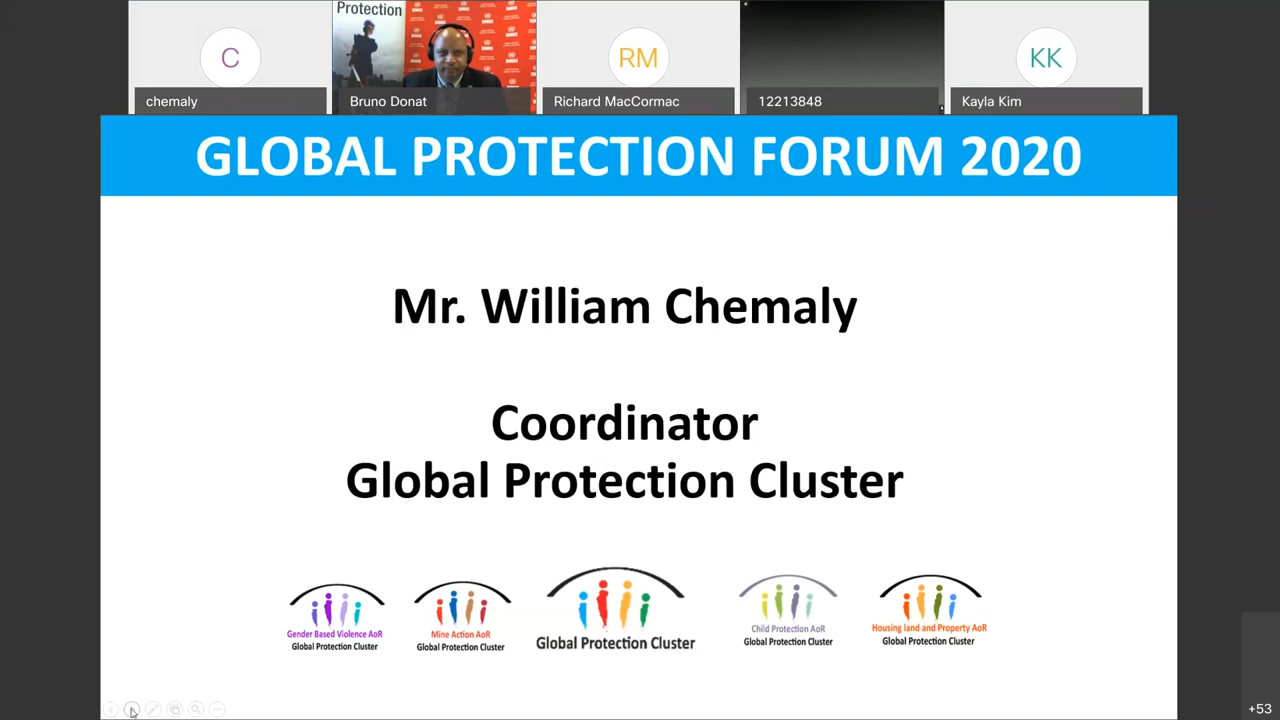 Protection
C
RM
KK
chemaly
Bruno Donat
Richard MacCormac
12213848
Kayla Kim
GLOBAL PROTECTION FORUM 2020
Mr. William Chemaly
Coordinator
Global Protection Cluster
Gender Based Violence AoR
Global Protection Cluster
Mine Action AoR
Global Protection Cluster
Global Protection Cluster
Child Protection AoR
Global Protection Cluster
Housing land and Property AoR
Global Protection Cluster
+53